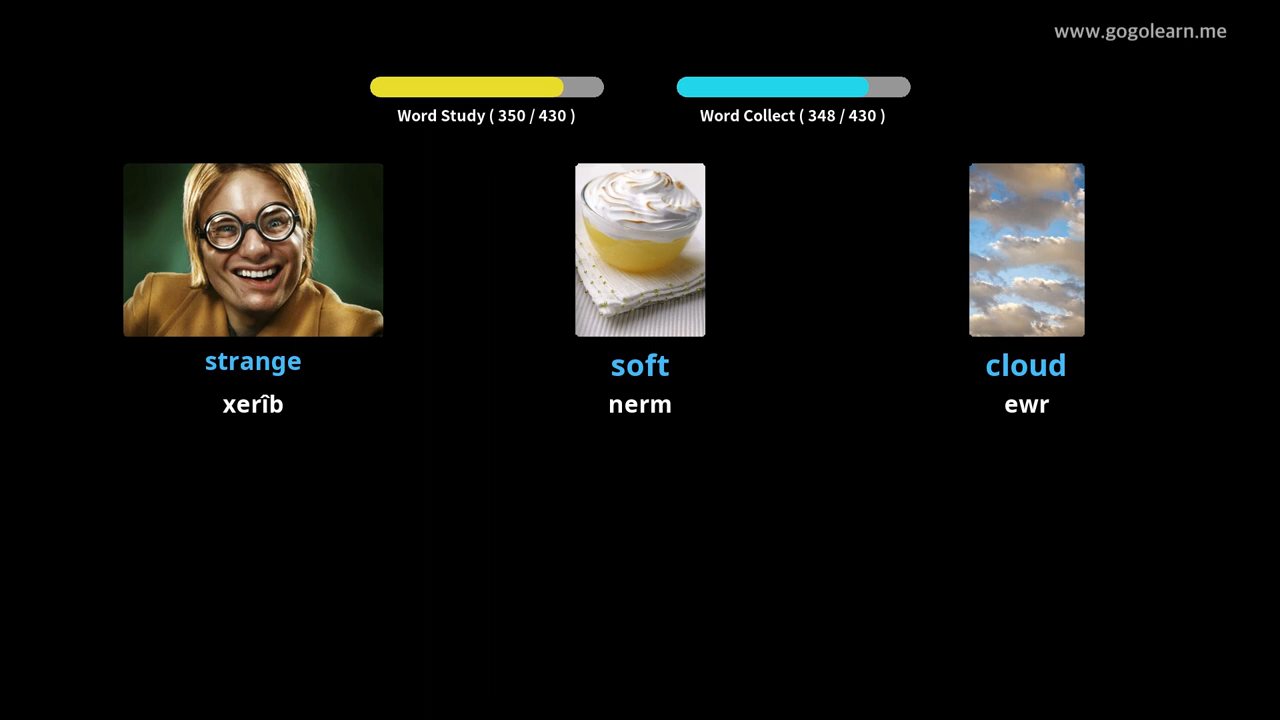 www.gogolearn.me
Word Study ( 350 / 430 )
Word Collect ( 348 / 430 )
strange
soft
cloud
xerîb
nerm
ewr